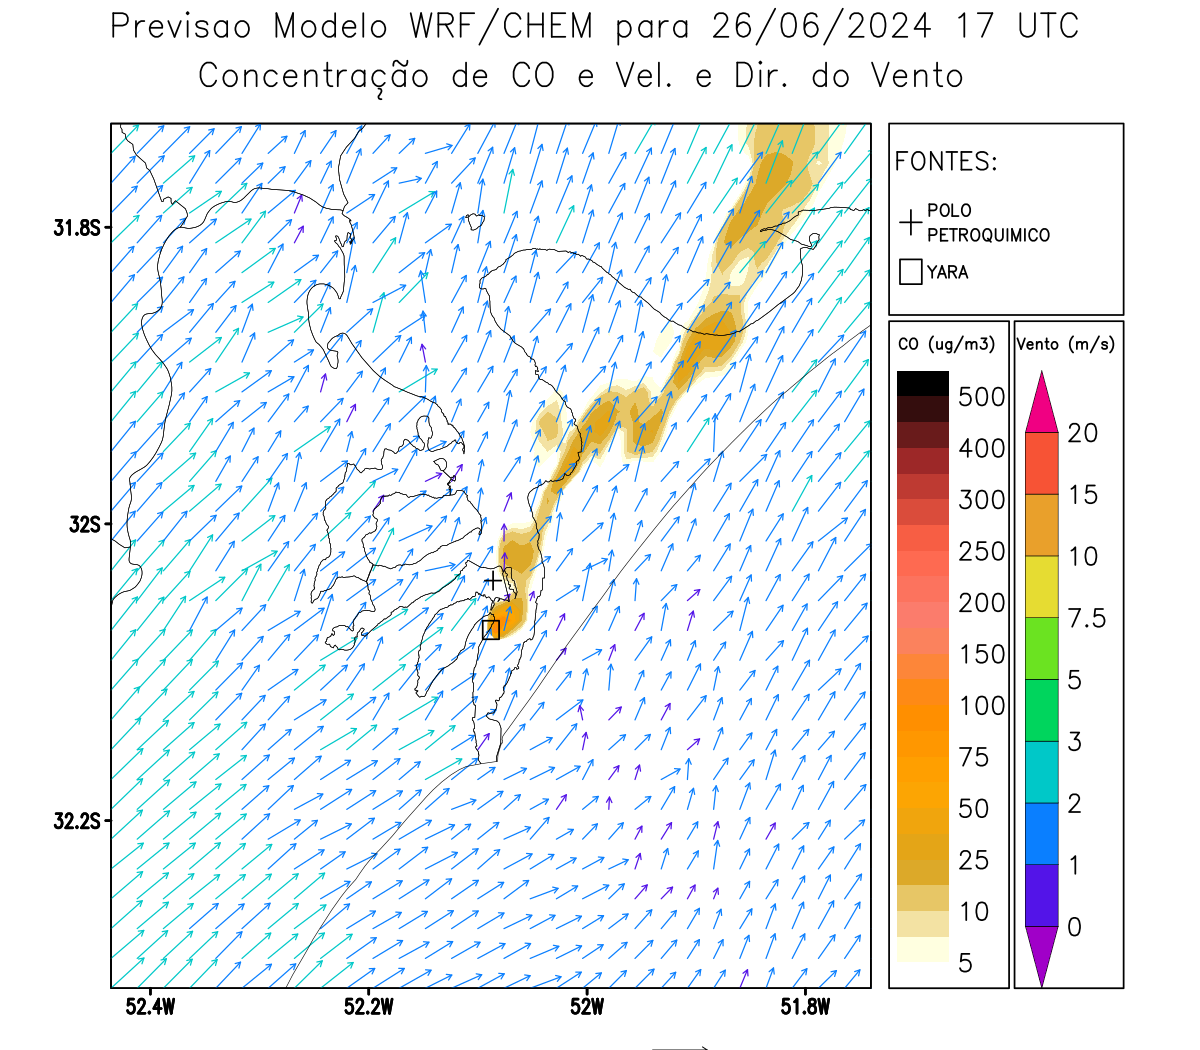 Previsao Modelo WRF/CHEM para 26/06/2024 17 UTC
Concentração de CO e Vel. e Dir. do Vento
FONTES:
POLO
PETROQUIMICO
YARA
CO (ug/m3)
500
400
300
250
200
150
100
75
50
25
10
5
Vento (m/s)
20
15
10
7.5
5
3
2
1
0
31.8S
32S
32.2S
52.4W
52.2W
52W
51.8W